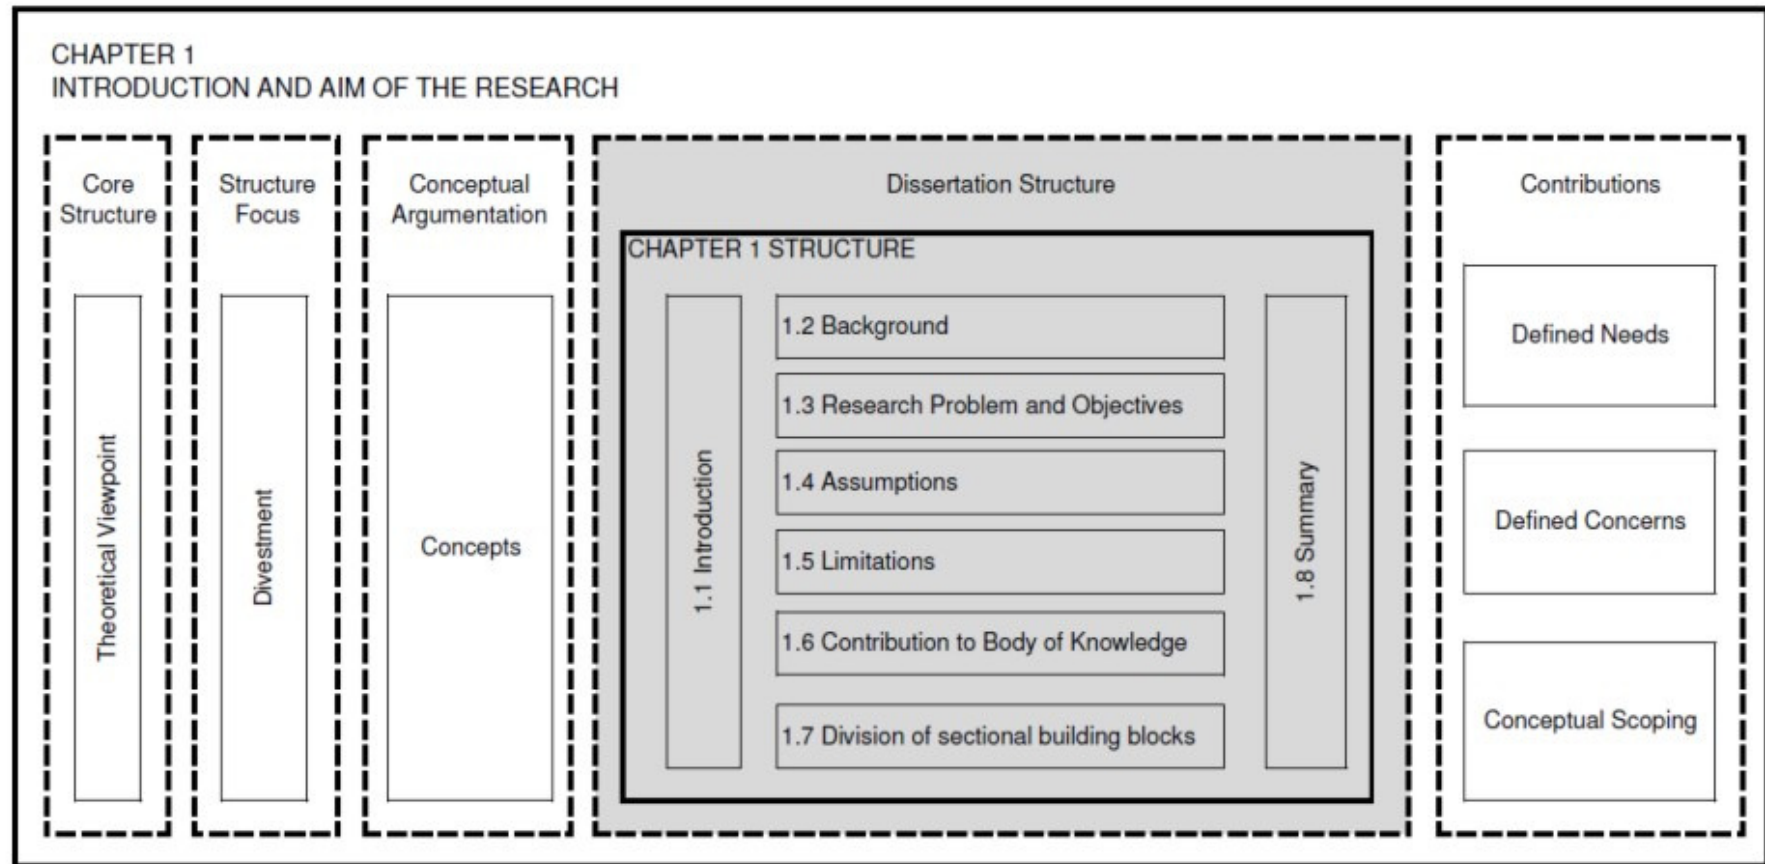 CHAPTER 1
INTRODUCTION AND AIM OF THE RESEARCH
Core
Structure
Theoretical Viewpoint
Structure
Focus
Divestment
Conceptual
Argumentation
Concepts
Dissertation Structure
CHAPTER 1 STRUCTURE
1.1 Introduction
1.2 Background
1.3 Research Problem and Objectives
1.4 Assumptions
1.5 Limitations
1.6 Contribution to Body of Knowledge
1.7 Division of sectional building blocks
1.8 Summary
Contributions
Defined Needs
Defined Concerns
Conceptual Scoping